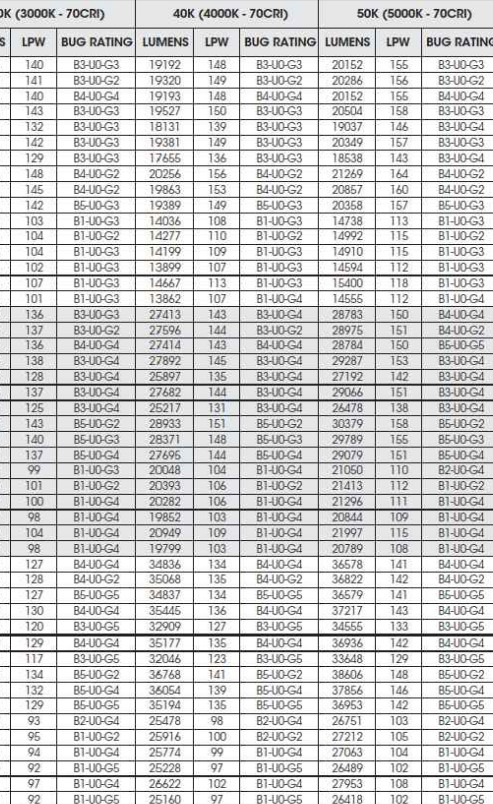 0K (3000K - 70CRI) 40K (4000K - 70CRI) 50K (5000K - 70CRI)
S LPW BUG RATING LUMENS LPW BUG RATING LUMENS LPW BUG RATING
140 B3-U0-G3 19192 148 B3-U0-G3 20152 155 B3-U0-G3
141 B3-U0-G2 19320 149 B3-U0-G2 20286 156 B3-U0-G2
140 B4-U0-G4 19193 148 B4-U0-G4 20152 155 B4-U0-G4
143 B3-U0-G3 19527 150 B3-U0-G3 20504 158 B3-U0-G3
132 B3-U0-G3 18131 139 B3-U0-G3 19037 146 B3-U0-G4
142 B3-U0-G3 19381 149 B3-U0-G3 20349 157 B3-U0-G3
129 B3-U0-G3 17655 136 B3-U0-G3 18538 143 B3-U0-G4
148 B4-U0-G2 20256 156 B4-U0-G2 21269 164 B4-U0-G2
145 B4-U0-G2 19863 153 B4-U0-G2 20857 160 B4-U0-G2
142 B5-U0-G3 19389 149 B5-U0-G3 20358 157 B5-U0-G3
103 B1-U0-G3 14036 108 B1-U0-G3 14738 113 B1-U0-G3
104 B1-U0-G2 14277 110 B1-U0-G2 14992 115 B1-U0-G2
104 B1-U0-G3 14199 109 B1-U0-G3 14910 115 B1-U0-G3
102 B1-U0-G3 13899 107 B1-U0-G3 14594 112 B1-U0-G3
107 B1-U0-G3 14667 113 B1-U0-G3 15400 118 B1-U0-G3
101 B1-U0-G3 13862 107 B1-U0-G4 14555 112 B1-U0-G4
136 B3-U0-G3 27413 143 B3-U0-G4 28783 150 B4-U0-G4
137 B3-U0-G2 27596 144 B3-U0-G2 28975 151 B4-U0-G2
136 B4-U0-G4 27414 143 B4-U0-G4 28784 150 B5-U0-G5
138 B3-U0-G4 27892 145 B3-U0-G4 29287 153 B3-U0-G4
128 B3-U0-G4 25897 135 B3-U0-G4 27192 142 B3-U0-G4
137 B3-U0-G4 27682 144 B3-U0-G4 29066 151 B3-U0-G4
125 B3-U0-G4 25217 131 B3-U0-G4 26478 138 B3-U0-G4
143 B5-U0-G2 28933 151 B5-U0-G2 30379 158 B5-U0-G2
140 B5-U0-G3 28371 148 B5-U0-G3 29789 155 B5-U0-G3
137 B5-U0-G4 27695 144 B5-U0-G4 29079 151 B5-U0-G4
99 B1-U0-G3 20048 104 B1-U0-G4 21050 110 B2-U0-G4
101 B1-U0-G2 20393 106 B1-U0-G2 21413 112 B1-U0-G2
100 B1-U0-G4 20282 106 B1-U0-G4 21296 111 B1-U0-G4
98 B1-U0-G4 19852 103 B1-U0-G4 20844 109 B1-U0-G4
104 B1-U0-G4 20949 109 B1-U0-G4 21997 115 B1-U0-G4
98 B1-U0-G4 19799 103 B1-U0-G4 20789 108 B1-U0-G4
127 B4-U0-G4 34836 134 B4-U0-G4 36578 141 B4-U0-G4
128 B4-U0-G2 35068 135 B4-U0-G2 36822 142 B4-U0-G2
127 B5-U0-G5 34837 134 B5-U0-G5 36579 141 B5-U0-G5
130 B4-U0-G4 35445 136 B4-U0-G4 37217 143 B4-U0-G4
120 B3-U0-G5 32909 127 B3-U0-G5 34555 133 B3-U0-G5
129 B4-U0-G4 35177 135 B4-U0-G4 36936 142 B4-U0-G4
117 B3-U0-G5 32046 123 B3-U0-G5 33648 129 B3-U0-G5
134 B5-U0-G2 36768 141 B5-U0-G2 38606 148 B5-U0-G2
132 B5-U0-G4 36054 139 B5-U0-G4 37856 146 B5-U0-G4
129 B5-U0-G5 35194 135 B5-U0-G5 36953 142 B5-U0-G5
93 B2-U0-G4 25478 98 B2-U0-G4 26751 103 B2-U0-G4
95 B1-U0-G2 25916 100 B2-U0-G2 27212 105 B2-U0-G2
94 B1-U0-G4 25774 99 B1-U0-G4 27063 104 B1-U0-G4
92 B1-U0-G5 25228 97 B1-U0-G5 26489 102 B1-U0-G5
97 B1-U0-G4 26622 102 B1-U0-G4 27953 108 B1-U0-G4
92 B1-U0-G5 25160 97 B1-U0-G5 26418 102 B1-U0-G5